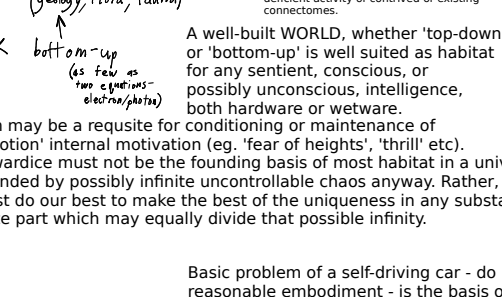 (geology, flora, fauna)
deficient activity of contrived or existing
connectomes.
bottom-up
(as few as
two equations-
electron/photon)
A well-built WORLD, whether 'top-down
or 'bottom-up' is well suited as habitat
for any sentient, conscious, or
possibly unconscious, intelligence,
both hardware or wetware.
may be a requsite for conditioning or maintenance of
otion' internal motivation (eg. 'fear of heights', 'thrill' etc).
wardice must not be the founding basis of most habitat in a uni
nded by possibly infinite uncontrollable chaos anyway. Rather,
st do our best to make the best of the uniqueness in any substa
e part which may equally divide that possible infinity.
Basic problem of a self-driving car - do
reasonable embodiment - is the basis o